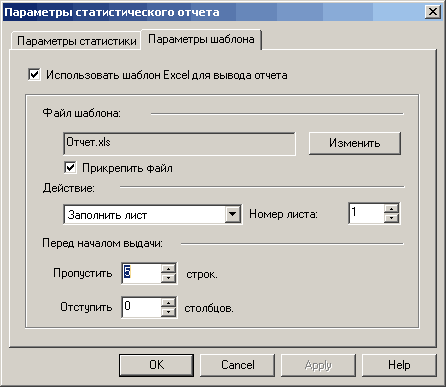 Параметры статистического отчета
Параметры статистики Параметры шаблона
Использовать шаблон Excel для вывода отчета
Файл шаблона:
Отчет.xls Изменить
Прикрепить файл
Действие:
Заполнить лист Номер листа: 1
Перед началом выдачи:
Пропустить 5 строк.
Отступить 0 столбцов.
OK Cancel Apply Help